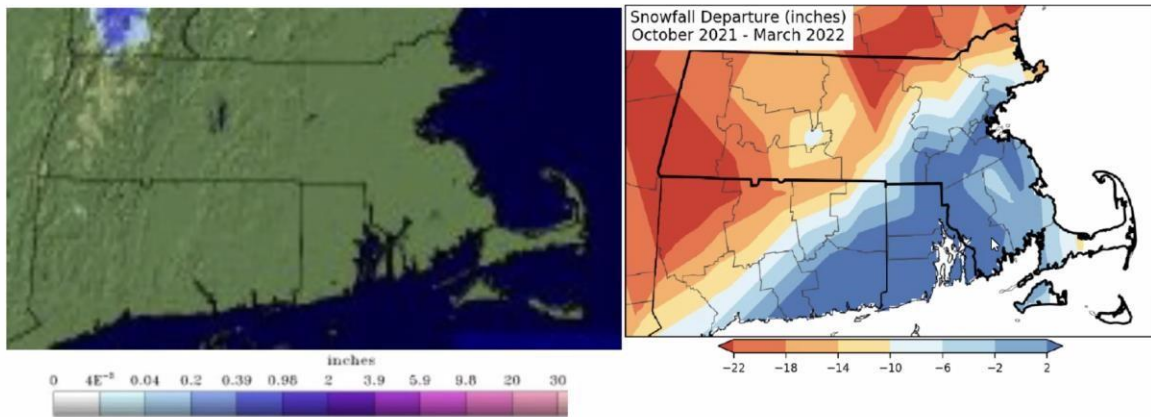 Snowfall Departure (inches)
October 2021 - March 2022
inches
0 4E⁻³ 0.04 0.2 0.39 0.98 2 3.9 5.9 9.8 20 30
−22 −18 −14 −10 −6 −2 2